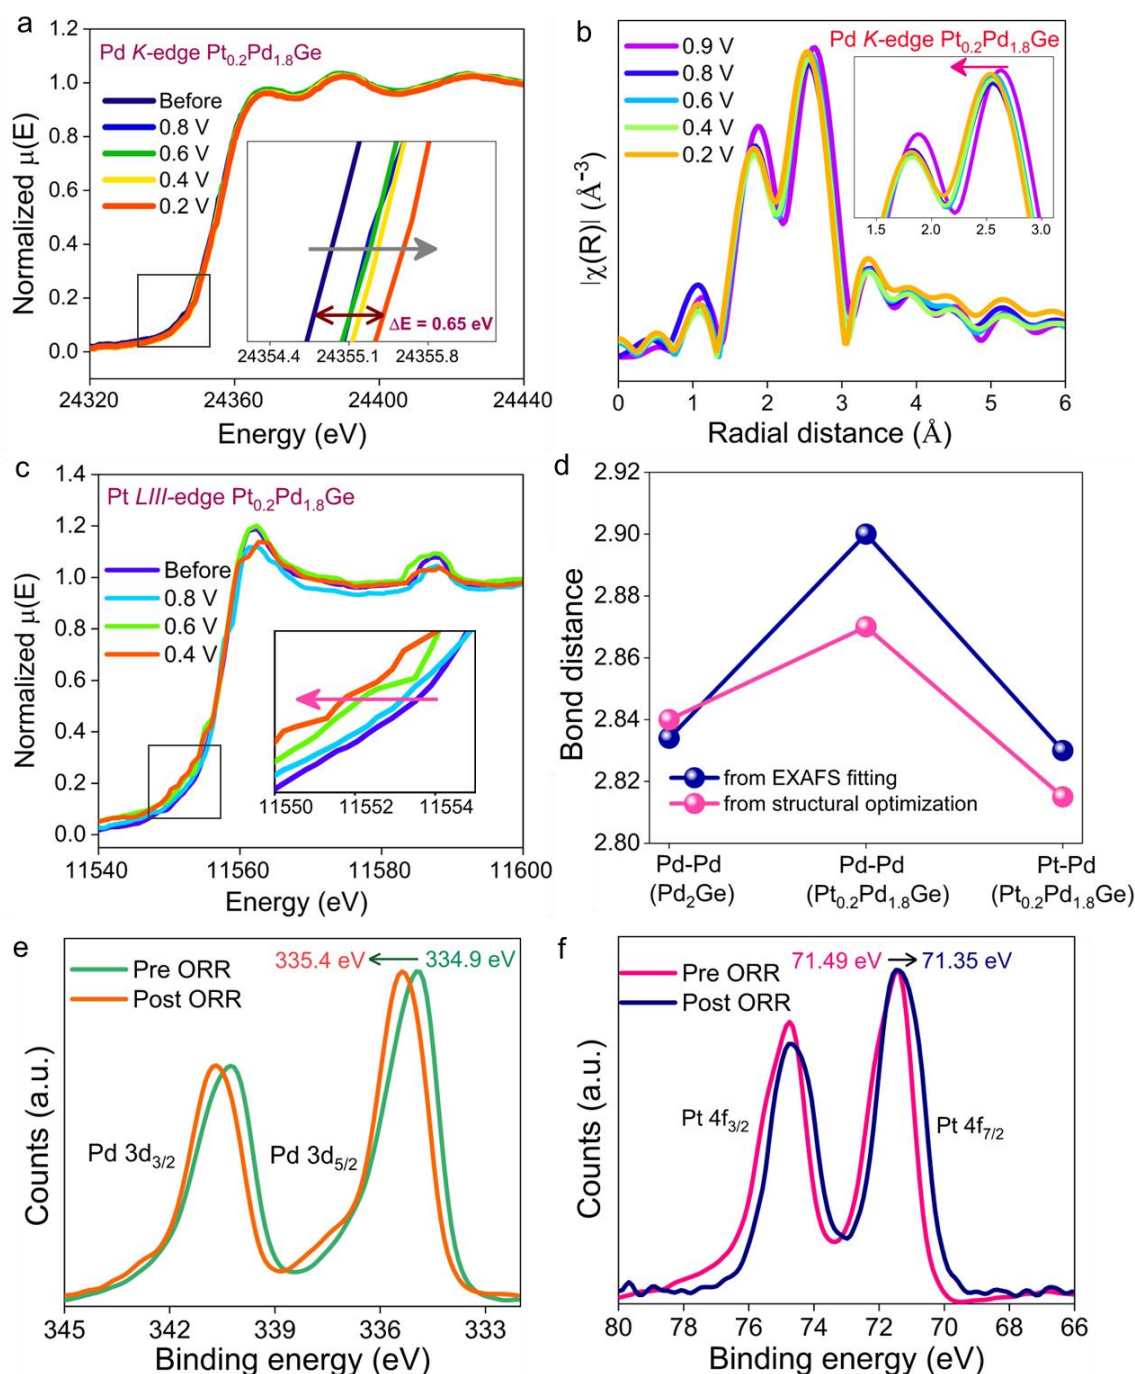 a
Pd K-edge Pt0.2Pd1.8Ge
Before
0.8 V
0.6 V
0.4 V
0.2 V
ΔE = 0.65 eV
24354.4 24355.1 24355.8
1.2
1.0
0.8
0.6
0.4
0.2
0.0
24320 24360 24400 24440
Normalized μ(E)
Energy (eV)
b
Pd K-edge Pt0.2Pd1.8Ge
0.9 V
0.8 V
0.6 V
0.4 V
0.2 V
1.5 2.0 2.5 3.0
0 1 2 3 4 5 6
|χ(R)| (Å⁻³)
Radial distance (Å)
c
Pt LIII-edge Pt0.2Pd1.8Ge
Before
0.8 V
0.6 V
0.4 V
11550 11552 11554
1.4
1.2
1.0
0.8
0.6
0.4
0.2
0.0
11540 11560 11580 11600
Normalized μ(E)
Energy (eV)
d
2.92
2.90
2.88
2.86
2.84
2.82
2.80
Bond distance
from EXAFS fitting
from structural optimization
Pd-Pd Pd-Pd Pt-Pd
(Pd2Ge) (Pt0.2Pd1.8Ge) (Pt0.2Pd1.8Ge)
e
Pre ORR
Post ORR
335.4 eV 334.9 eV
Pd 3d3/2
Pd 3d5/2
345 342 339 336 333
Counts (a.u.)
Binding energy (eV)
f
Pre ORR
Post ORR
71.49 eV 71.35 eV
Pt 4f3/2
Pt 4f7/2
80 78 76 74 72 70 68 66
Counts (a.u.)
Binding energy (eV)